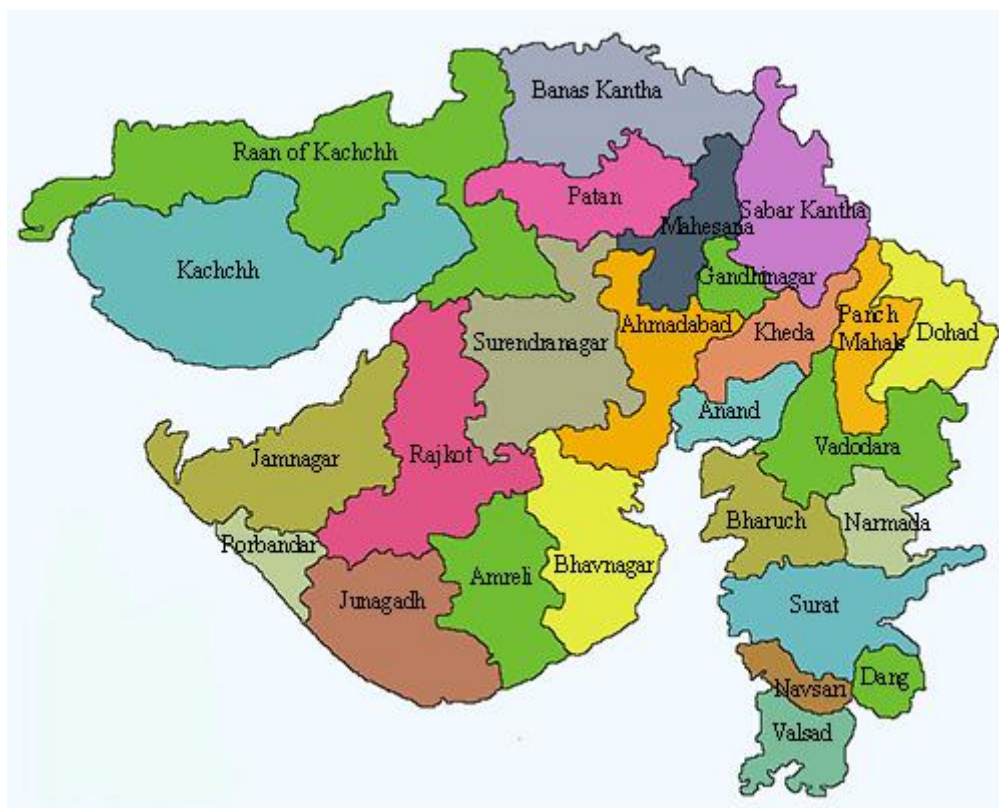 Banas Kantha
Raan of Kachchh
Patan
Sabar Kantha
Mahesana
Kachchh
Gandhinagar
Panch
Mahals
Ahmadabad
Kheda
Dohad
Surendranagar
Anand
Vadodara
Jamnagar
Rajkot
Bharuch
Narmada
Porbandar
Bhavnagar
Amreli
Junagadh
Surat
Dang
Navsari
Valsad